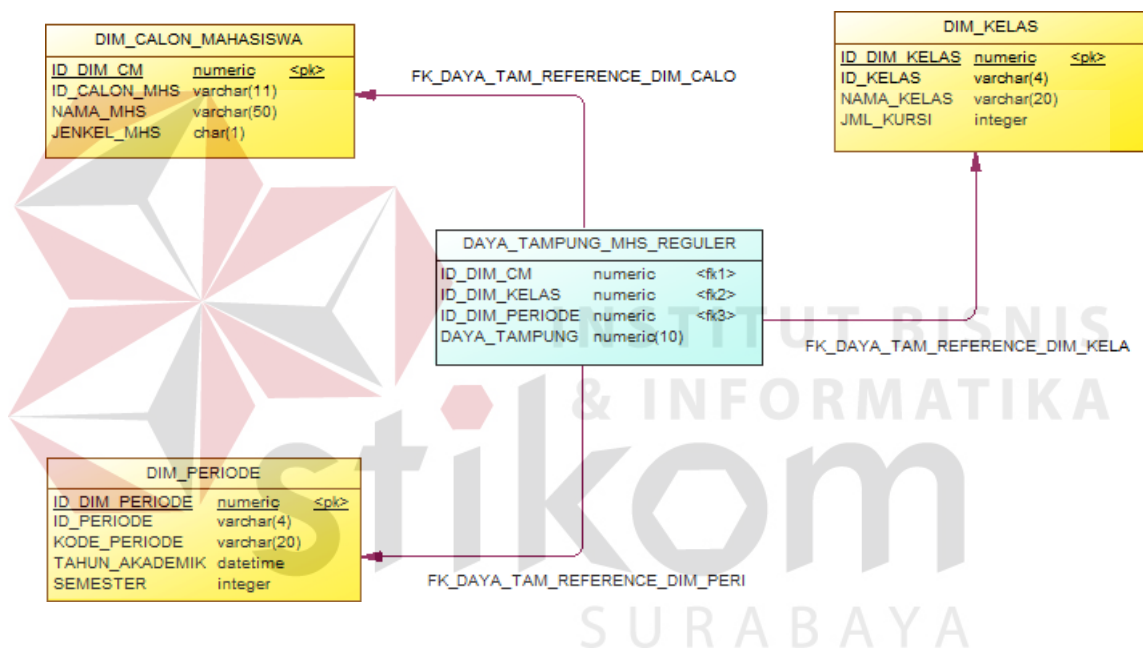 DIM_CALON_MAHASISWA
ID_DIM_CM numeric <pk>
ID_CALON_MHS varchar(11)
NAMA_MHS varchar(50)
JENKEL_MHS char(1)
FK_DAYA_TAM_REFERENCE_DIM_CALO
DIM_KELAS
ID_DIM_KELAS numeric <pk>
ID_KELAS varchar(4)
NAMA_KELAS varchar(20)
JML_KURSI integer
DAYA_TAMPUNG_MHS_REGULER
ID_DIM_CM numeric <fk1>
ID_DIM_KELAS numeric <fk2>
ID_DIM_PERIODE numeric <fk3>
DAYA_TAMPUNG numeric(10)
FK_DAYA_TAM_REFERENCE_DIM_KELA
INSTITUT BISNIS
& INFORMATIKA
stikom
SURABAYA
DIM_PERIODE
ID_DIM_PERIODE numeric <pk>
ID_PERIODE varchar(4)
KODE_PERIODE varchar(20)
TAHUN_AKADEMIK datetime
SEMESTER integer
FK_DAYA_TAM_REFERENCE_DIM_PERI